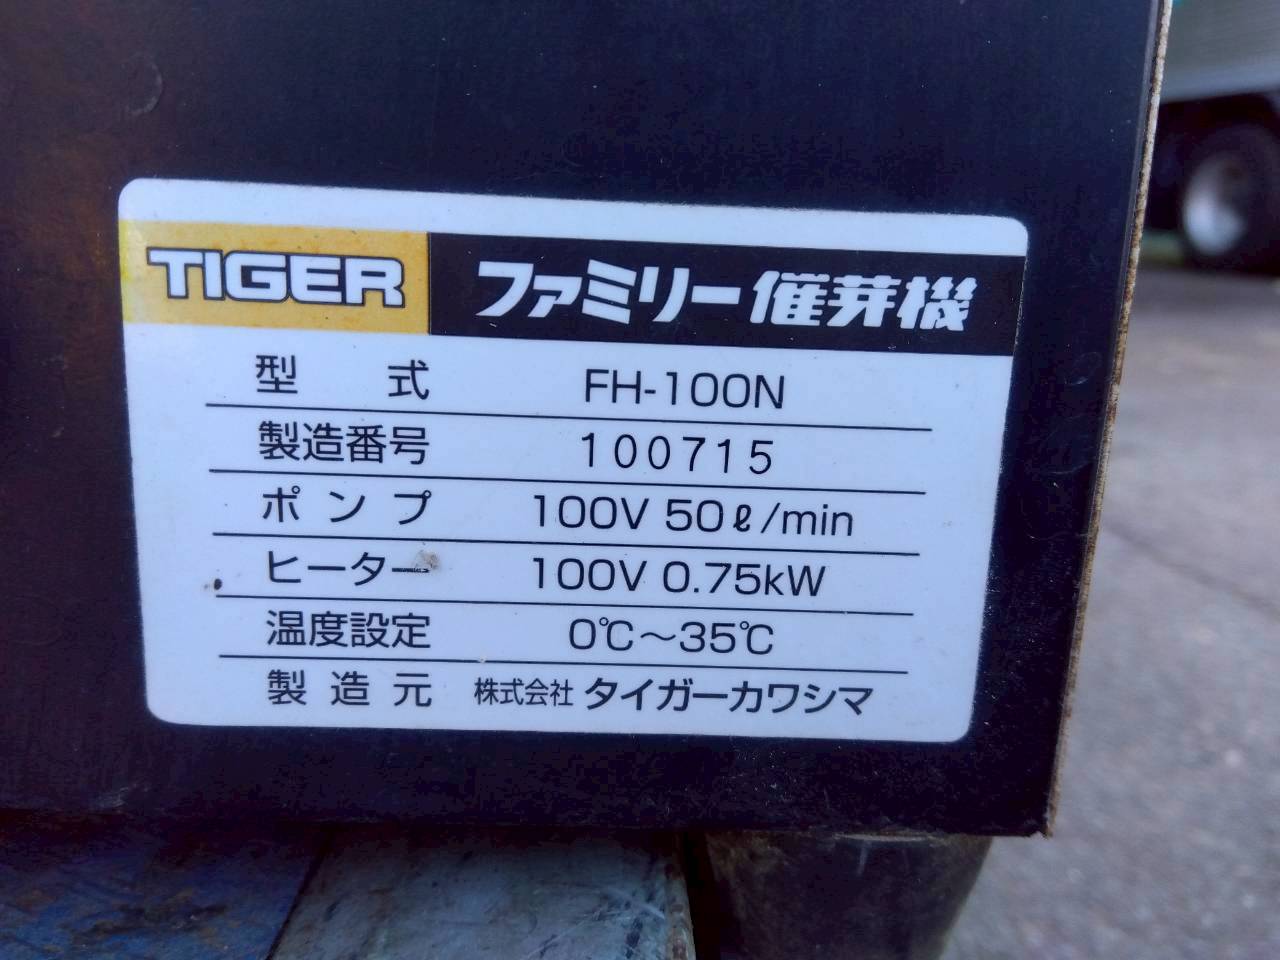 TIGER ファミリー催芽機
型式 FH-100N
製造番号 100715
ポンプ 100V 50ℓ/min
ヒーター 100V 0.75kW
温度設定 0℃～35℃
製造元 株式会社 タイガーカワシマ